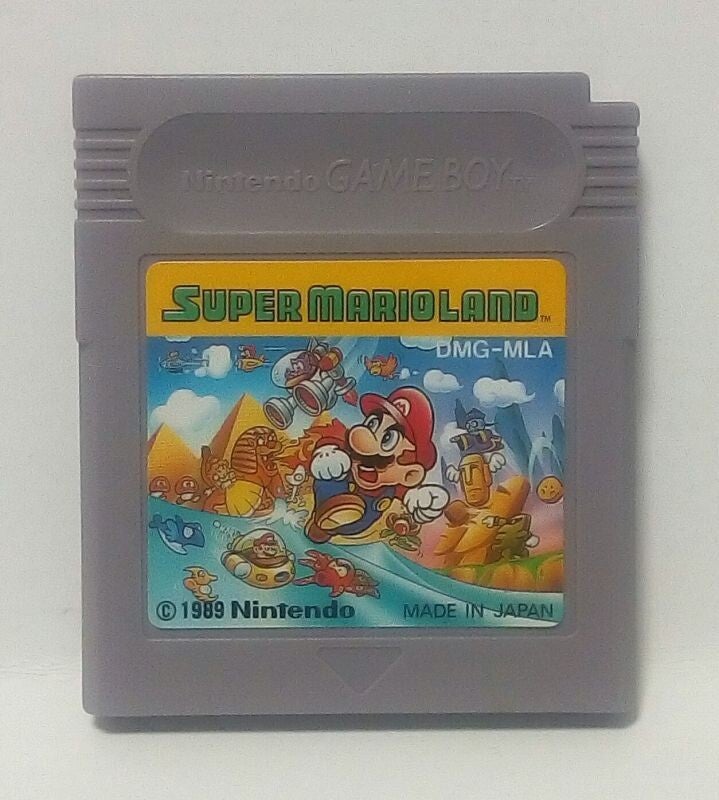 Nintendo GAME BOY TM
SUPER MARIOLAND TM
DMG-MLA
© 1989 Nintendo MADE IN JAPAN